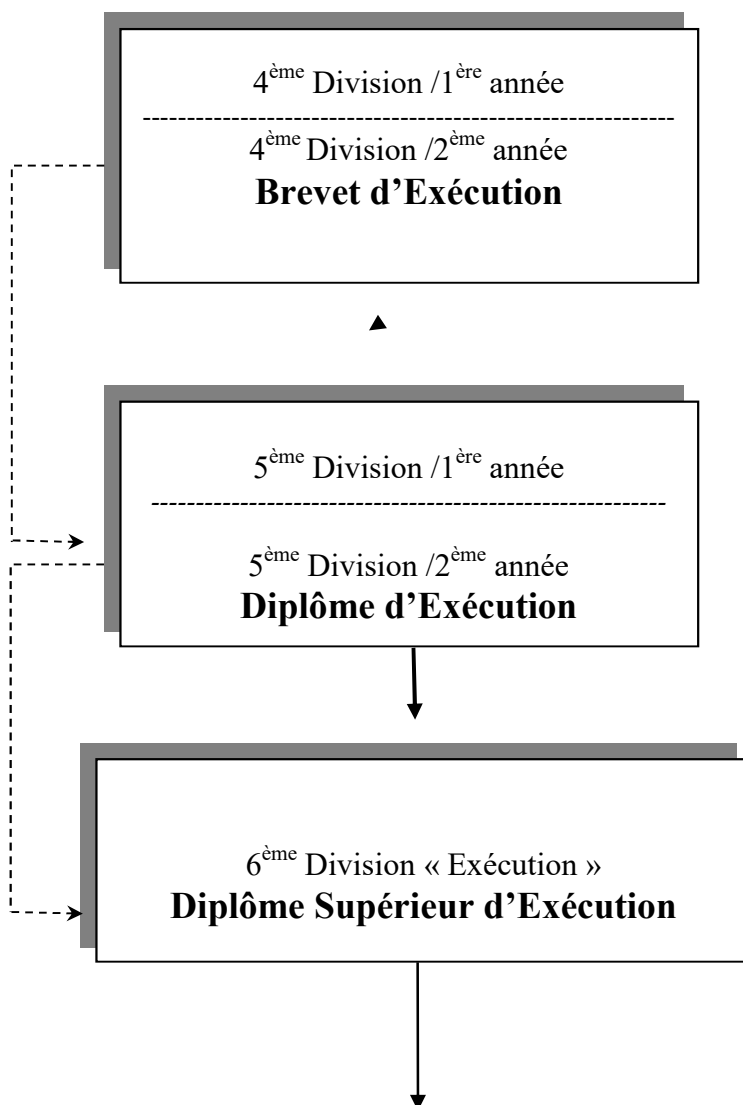 4ème Division /1ère année
4ème Division /2ème année
Brevet d’Exécution
5ème Division /1ère année
5ème Division /2ème année
Diplôme d’Exécution
6ème Division « Exécution »
Diplôme Supérieur d’Exécution